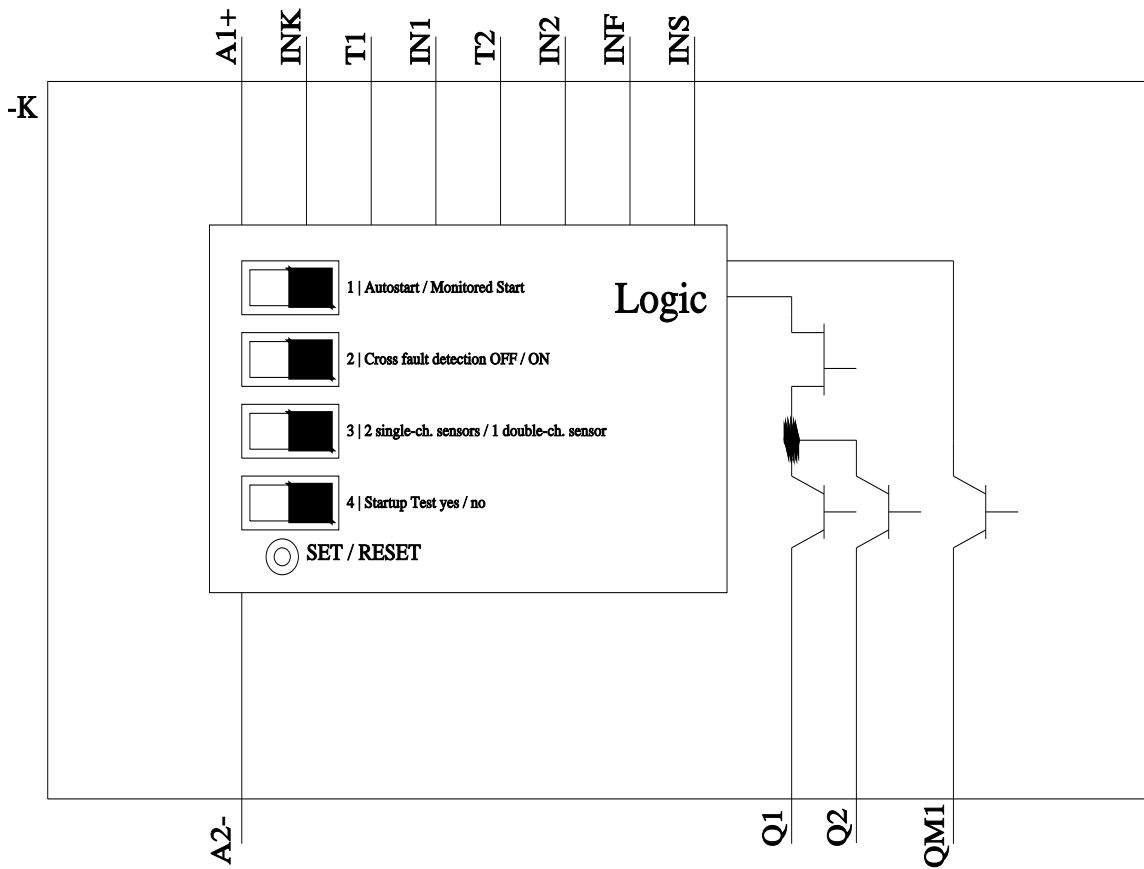 A1+
INK
T1
IN1
T2
IN2
INF
INS
-K
1 | Autostart / Monitored Start
Logic
2 | Cross fault detection OFF / ON
3 | 2 single-ch. sensors / 1 double-ch. sensor
4 | Startup Test yes / no
SET / RESET
A2-
Q1
Q2
QM1